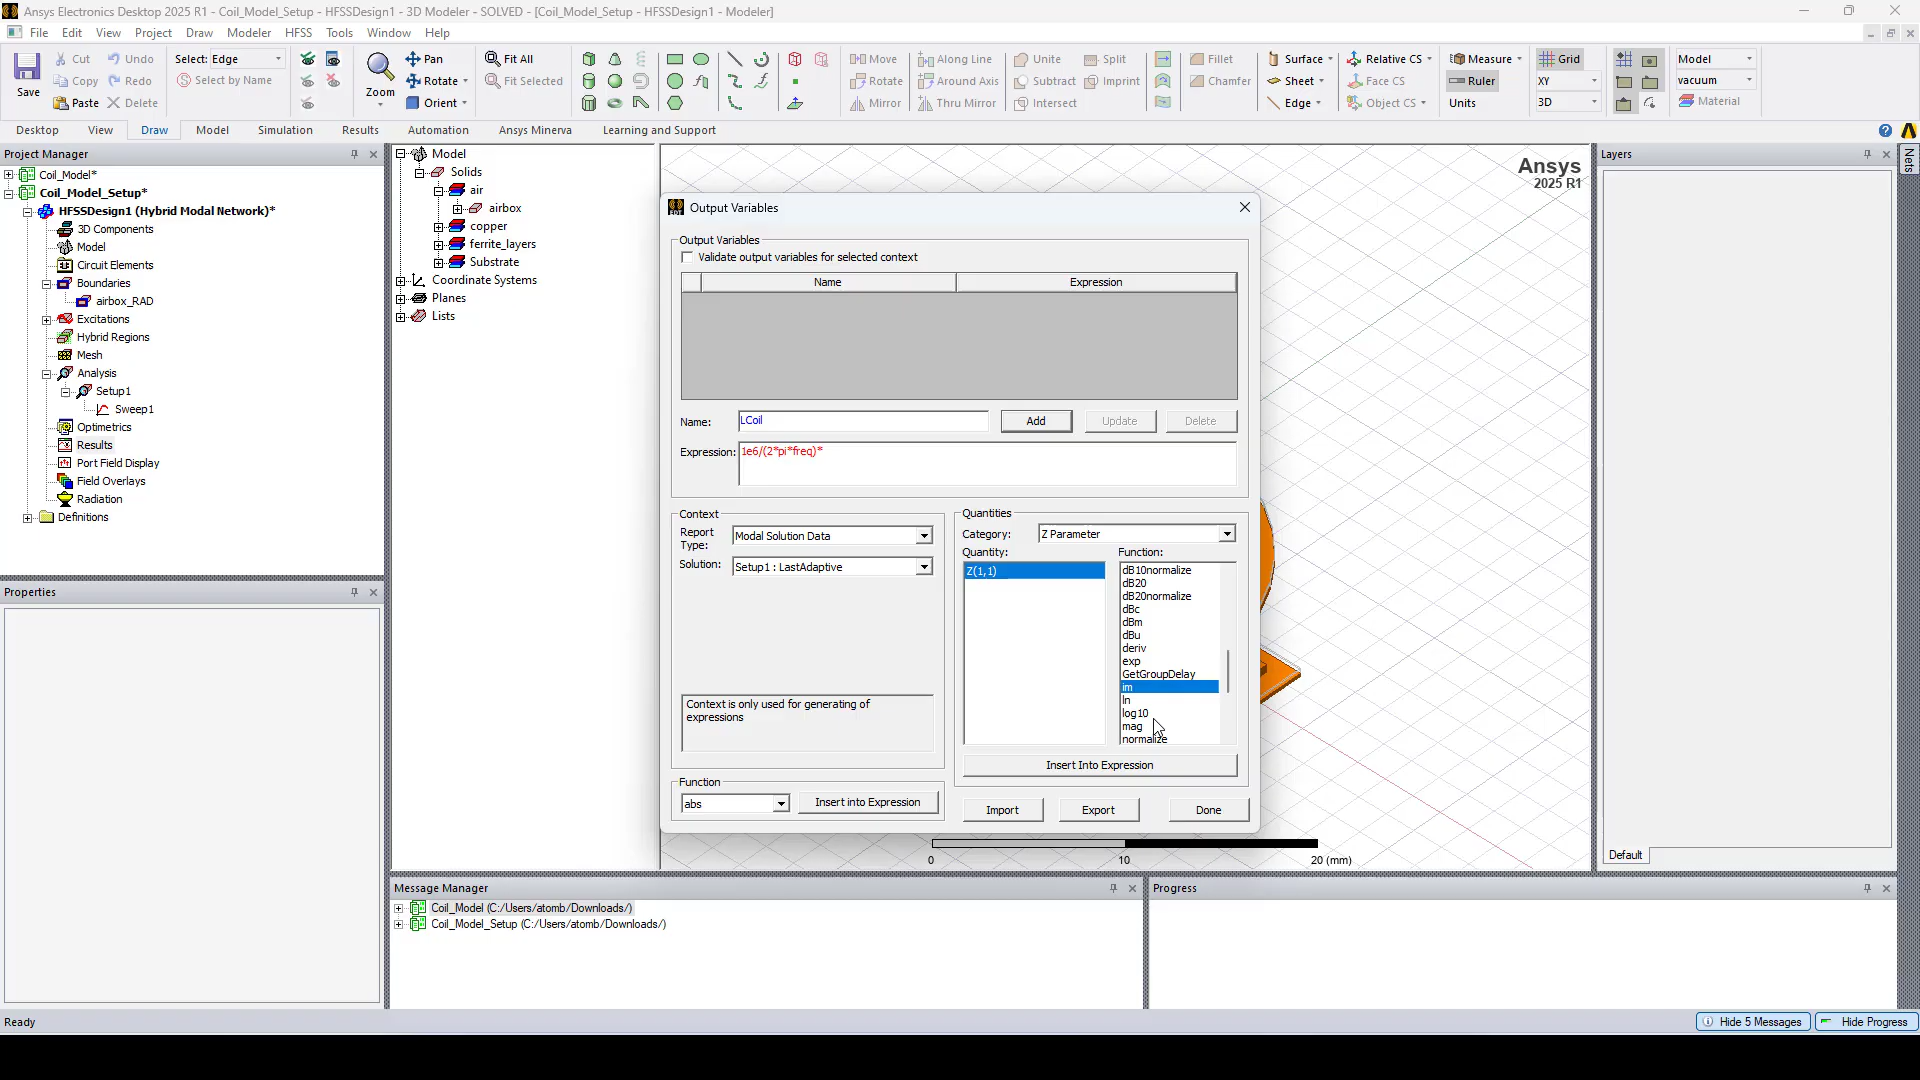 Ansys Electronics Desktop 2025 R1 - Coil_Model_Setup - HFSSDesign1 - 3D Modeler - SOLVED - [Coil_Model_Setup - HFSSDesign1 - Modeler]
File Edit View Project Draw Modeler HFSS Tools Window Help
Save
Cut
Copy
Paste
Undo
Redo
Delete
Select: Edge
Select by Name
Zoom
Pan
Rotate
Orient
Fit All
Fit Selected
Move
Rotate
Mirror
Along Line
Around Axis
Thru Mirror
Unite
Subtract
Intersect
Split
Imprint
Fillet
Chamfer
Surface
Sheet
Edge
Relative CS
Face CS
Object CS
Measure
Ruler
Units
Grid
XY
3D
Model
vacuum
Material
Desktop View Draw Model Simulation Results Automation Ansys Minerva Learning and Support
Project Manager
Coil_Model*
Coil_Model_Setup*
HFSSDesign1 (Hybrid Modal Network)*
3D Components
Model
Circuit Elements
Boundaries
airbox_RAD
Excitations
Hybrid Regions
Mesh
Analysis
Setup1
Sweep1
Optimetrics
Results
Port Field Display
Field Overlays
Radiation
Definitions
Properties
Model
Solids
air
airbox
copper
ferrite_layers
Substrate
Coordinate Systems
Planes
Lists
Ansys
2025 R1
Layers
Nets
Default
Output Variables
Output Variables
Validate output variables for selected context
Name Expression
Name: LCoil Add Update Delete
Expression: 1e6/(2*pi*freq)*
Context
Report
Type: Modal Solution Data
Solution: Setup1 : LastAdaptive
Context is only used for generating of
expressions
Function
abs Insert into Expression
Quantities
Category: Z Parameter
Quantity: Function:
Z(1,1)
dB10normalize
dB20
dB20normalize
dBc
dBm
dBu
deriv
exp
GetGroupDelay
im
ln
log10
mag
normalize
Insert Into Expression
Import Export Done
0 10 20 (mm)
Message Manager
Coil_Model (C:/Users/atomb/Downloads/)
Coil_Model_Setup (C:/Users/atomb/Downloads/)
Progress
Ready
Hide 5 Messages Hide Progress